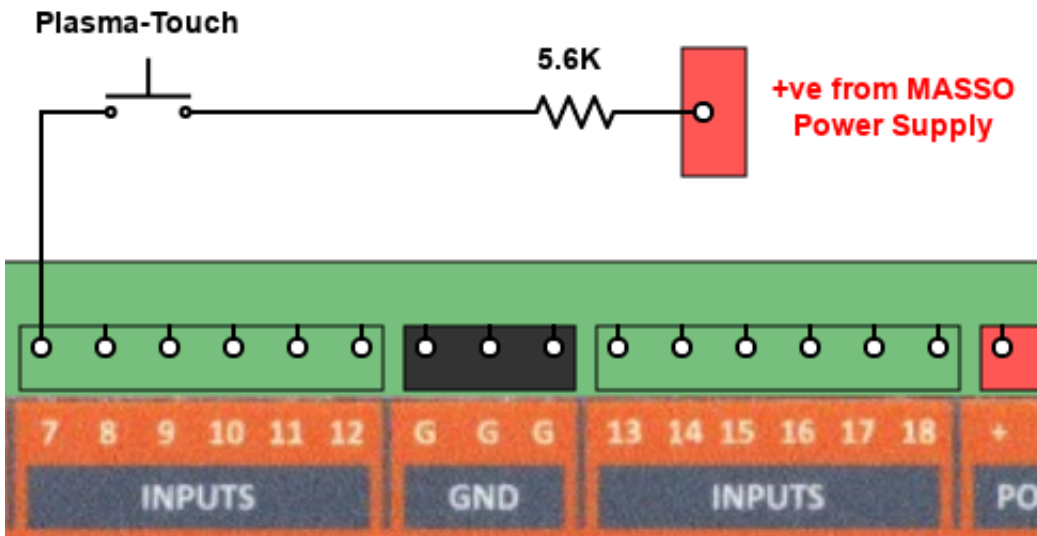 Plasma-Touch
5.6K
+ve from MASSO
Power Supply
7 8 9 10 11 12 G G G 13 14 15 16 17 18 +
INPUTS GND INPUTS PO